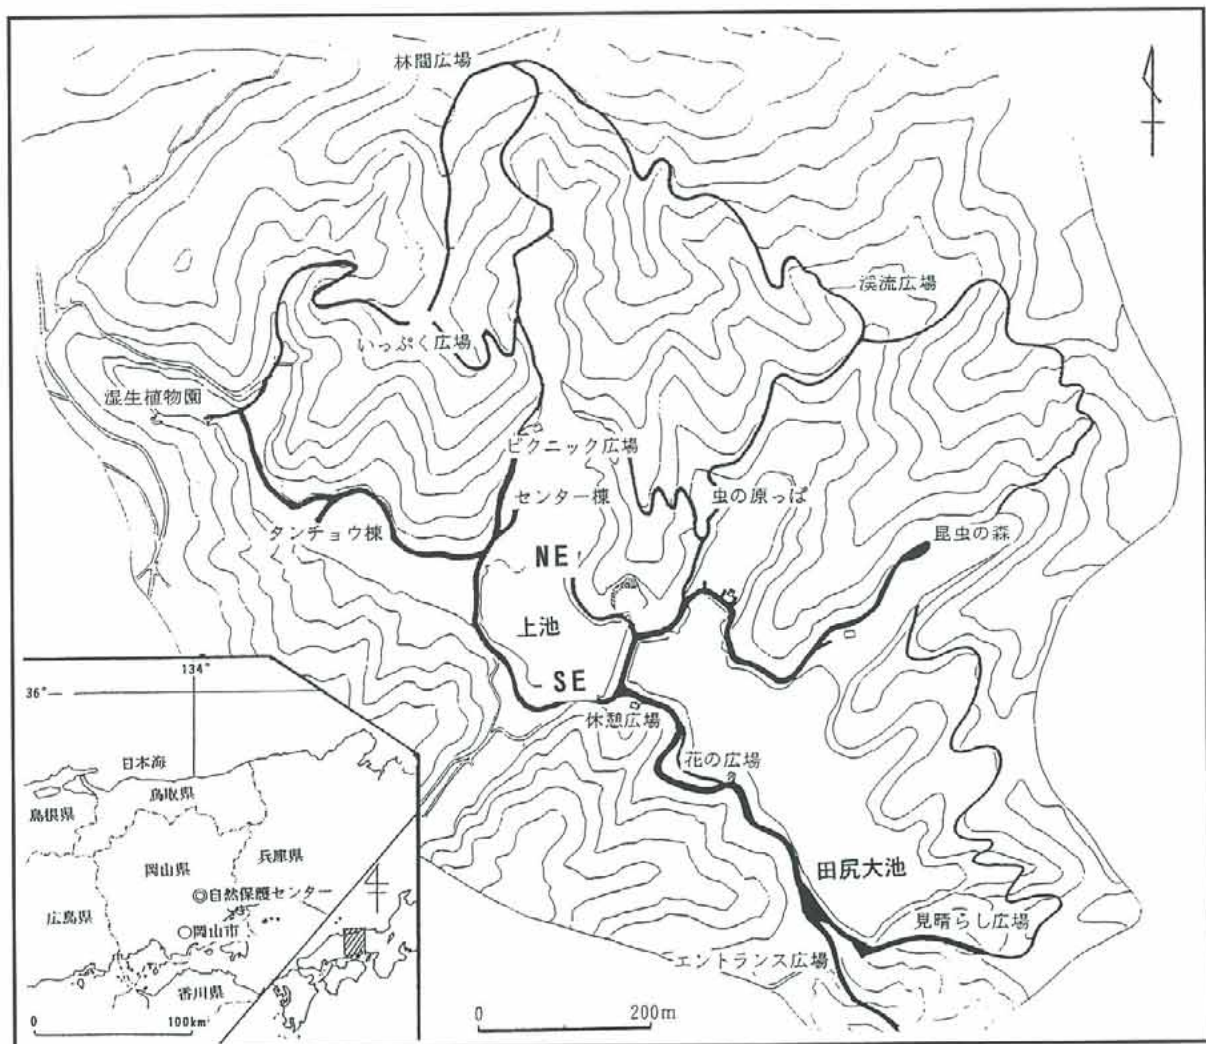 林間広場
渓流広場
いっぷく広場
湿生植物園
ピクニック広場
センター棟
虫の原っぱ
タンチョウ棟
昆虫の森
NE
上池
SE
休憩広場
花の広場
田尻大池
見晴らし広場
エントランス広場
0 200m
134°
36°
日本海
鳥取県
島根県
岡山県
兵庫県
◎自然保護センター
広島県
○岡山市
香川県
0 100km